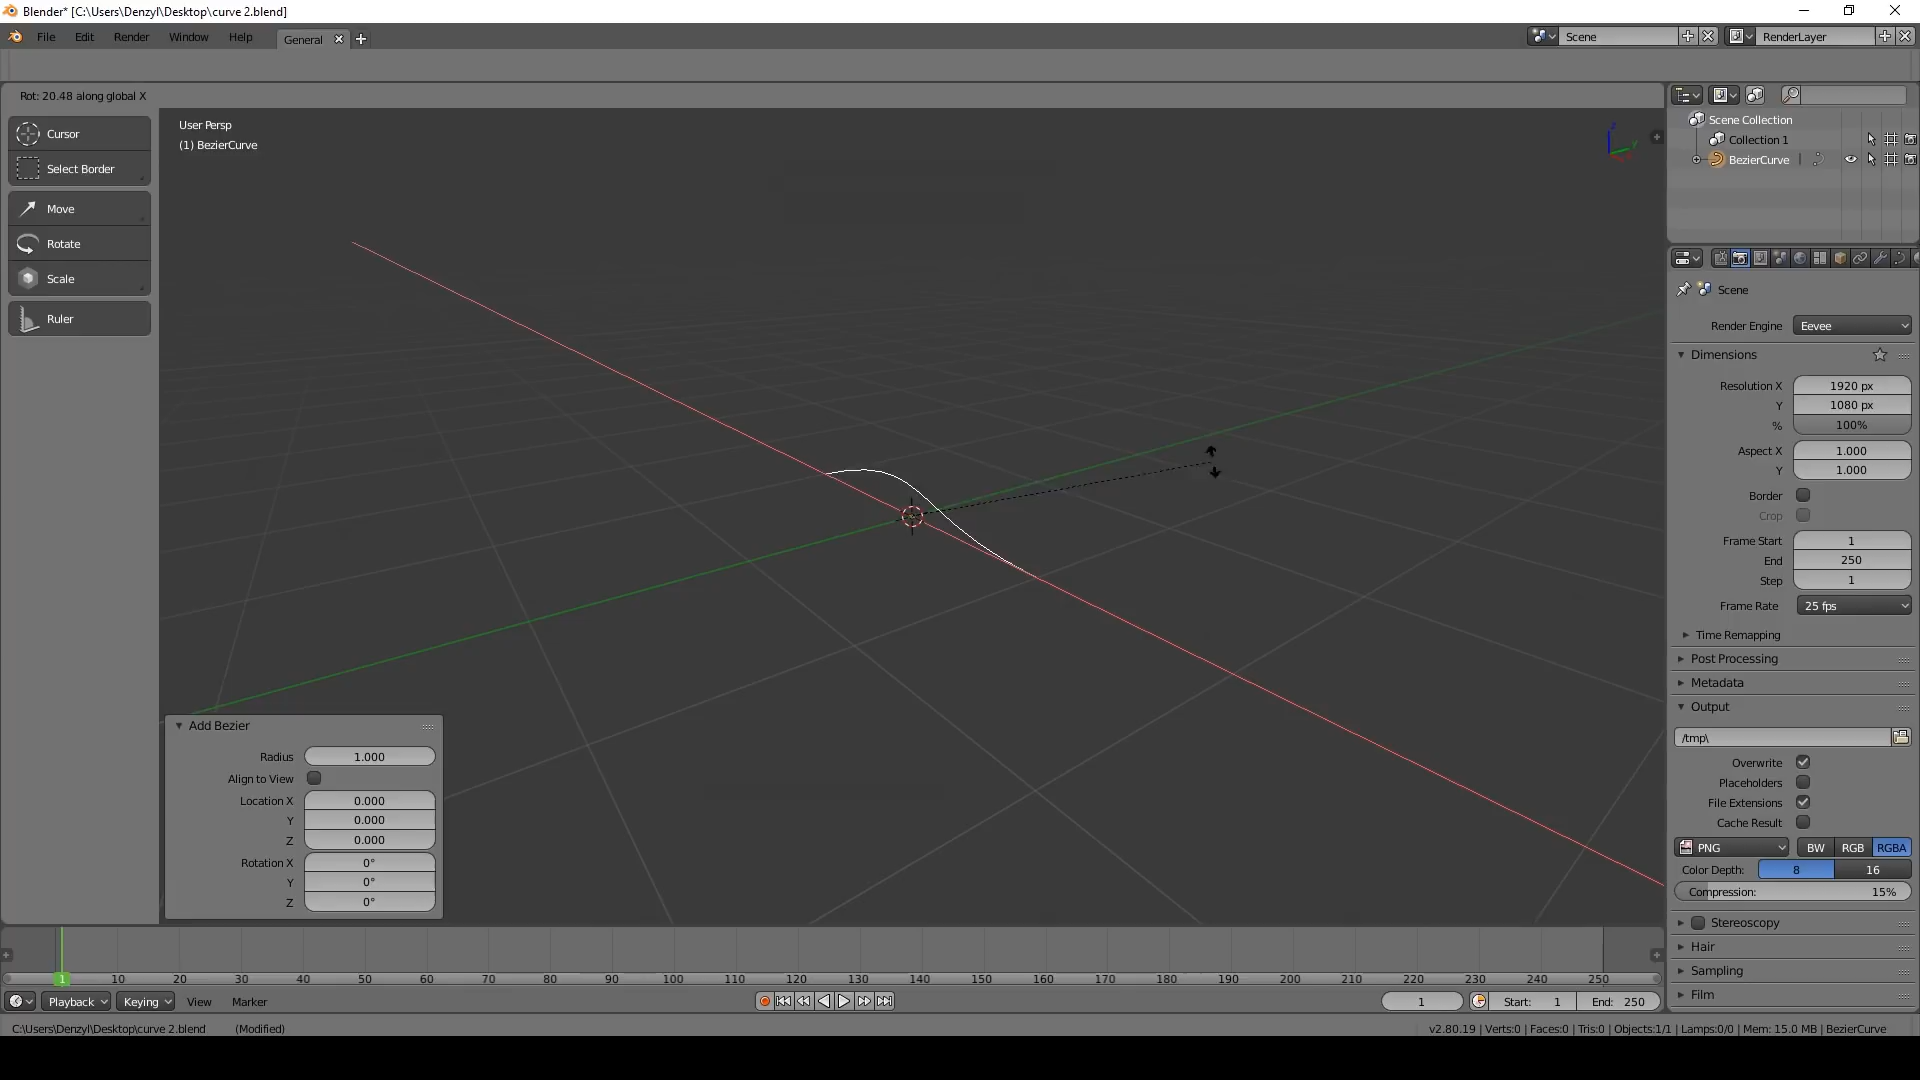 Blender* [C:\Users\Denzyl\Desktop\curve 2.blend]
File Edit Render Window Help General Scene RenderLayer
Rot: 20.48 along global X
Cursor
Select Border
Move
Rotate
Scale
Ruler
User Persp
(1) BezierCurve
Z
Y
Add Bezier
Radius 1.000
Align to View
Location X 0.000
Y 0.000
Z 0.000
Rotation X 0°
Y 0°
Z 0°
Scene Collection
Collection 1
BezierCurve
Scene
Render Engine Eevee
Dimensions
Resolution X 1920 px
Y 1080 px
% 100%
Aspect X 1.000
Y 1.000
Border
Crop
Frame Start 1
End 250
Step 1
Frame Rate 25 fps
Time Remapping
Post Processing
Metadata
Output
/tmp\
Overwrite
Placeholders
File Extensions
Cache Result
PNG BW RGB RGBA
Color Depth: 8 16
Compression: 15%
Stereoscopy
Hair
Sampling
Film
1 10 20 30 40 50 60 70 80 90 100 110 120 130 140 150 160 170 180 190 200 210 220 230 240 250
Playback Keying View Marker 1 Start: 1 End: 250
C:\Users\Denzyl\Desktop\curve 2.blend (Modified) v2.80.19 | Verts:0 | Faces:0 | Tris:0 | Objects:1/1 | Lamps:0/0 | Mem: 15.0 MB | BezierCurve